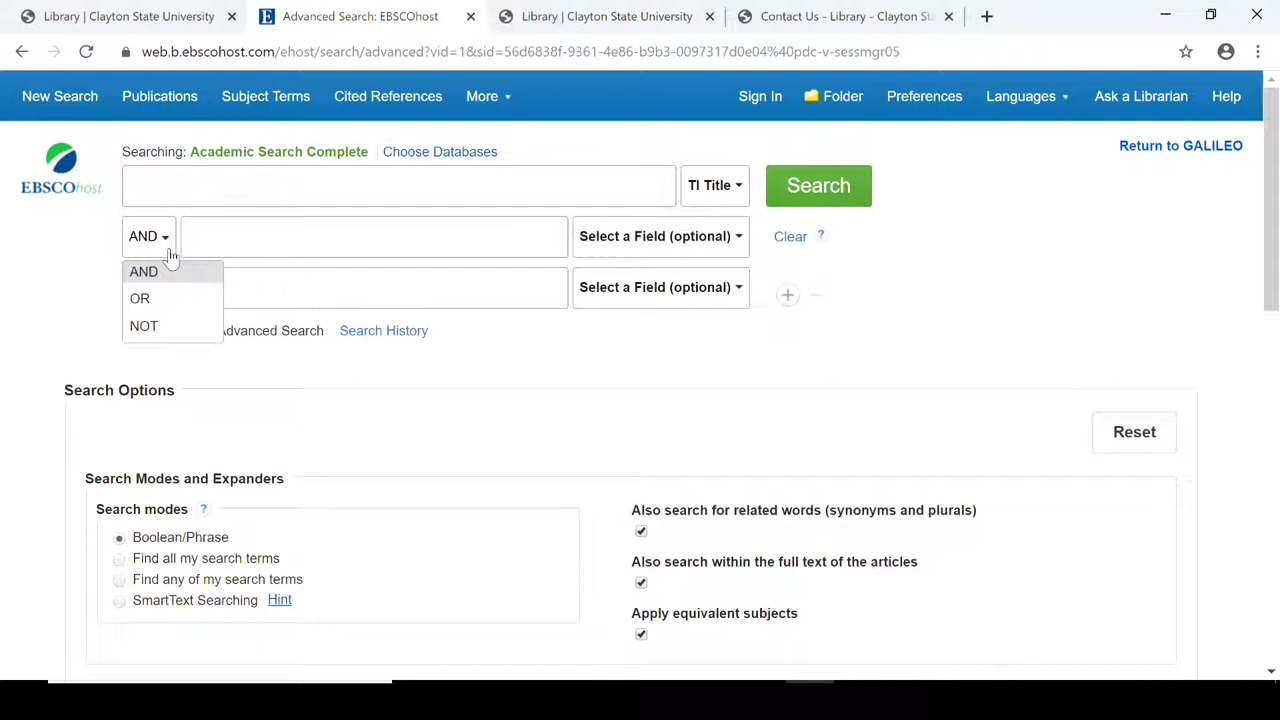 Library | Clayton State University
Advanced Search: EBSCOhost
Library | Clayton State University
Contact Us - Library - Clayton St
web.b.ebscohost.com/ehost/search/advanced?vid=1&sid=56d6838f-9361-4e86-b9b3-0097317d0e04%40pdc-v-sessmgr05
New Search Publications Subject Terms Cited References More Sign In Folder Preferences Languages Ask a Librarian Help
Searching: Academic Search Complete Choose Databases
Return to GALILEO
EBSCOhost
TI Title
Search
AND
Select a Field (optional)
Clear ?
AND
OR
NOT
Select a Field (optional)
Advanced Search Search History
Search Options
Reset
Search Modes and Expanders
Search modes ?
Boolean/Phrase
Find all my search terms
Find any of my search terms
SmartText Searching Hint
Also search for related words (synonyms and plurals)
Also search within the full text of the articles
Apply equivalent subjects